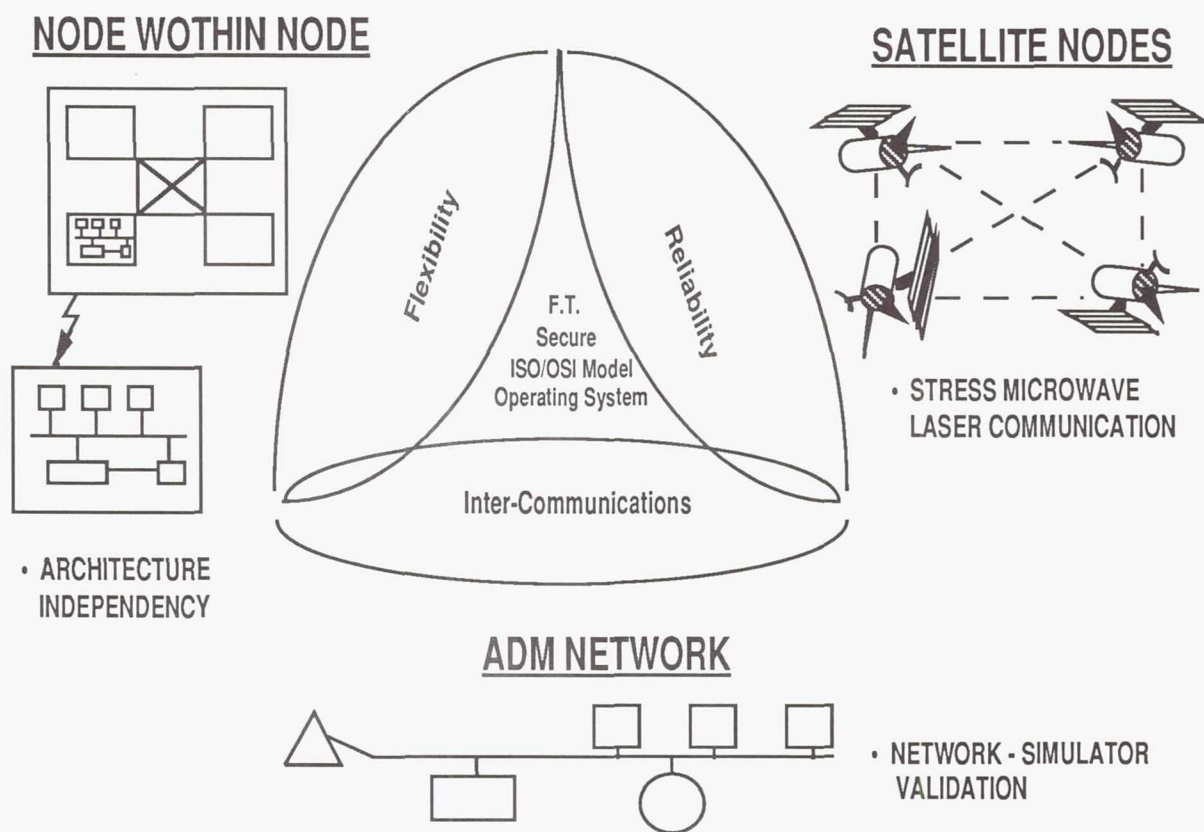 NODE WOTHIN NODE
SATELLITE NODES
Flexibility
Reliability
F.T.
Secure
ISO/OSI Model
Operating System
Inter-Communications
• STRESS MICROWAVE
LASER COMMUNICATION
• ARCHITECTURE
INDEPENDENCY
ADM NETWORK
• NETWORK - SIMULATOR
VALIDATION